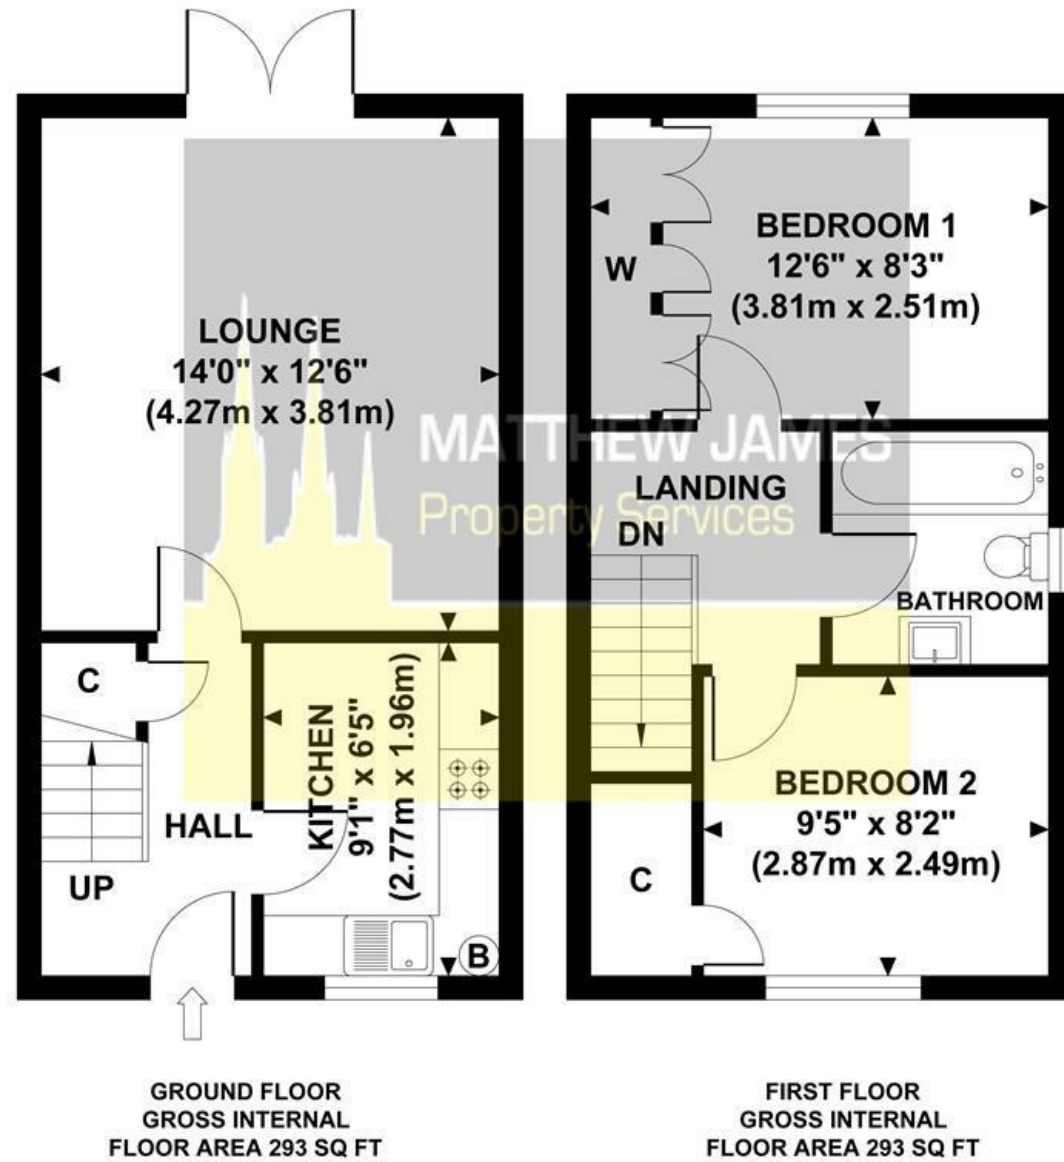 LOUNGE
14'0" x 12'6"
(4.27m x 3.81m)
C
KITCHEN
9'1" x 6'5"
(2.77m x 1.96m)
HALL
UP
B
GROUND FLOOR
GROSS INTERNAL
FLOOR AREA 293 SQ FT
BEDROOM 1
12'6" x 8'3"
(3.81m x 2.51m)
W
MATTHEW JAMES
Property Services
LANDING
DN
BATHROOM
BEDROOM 2
9'5" x 8'2"
(2.87m x 2.49m)
C
FIRST FLOOR
GROSS INTERNAL
FLOOR AREA 293 SQ FT